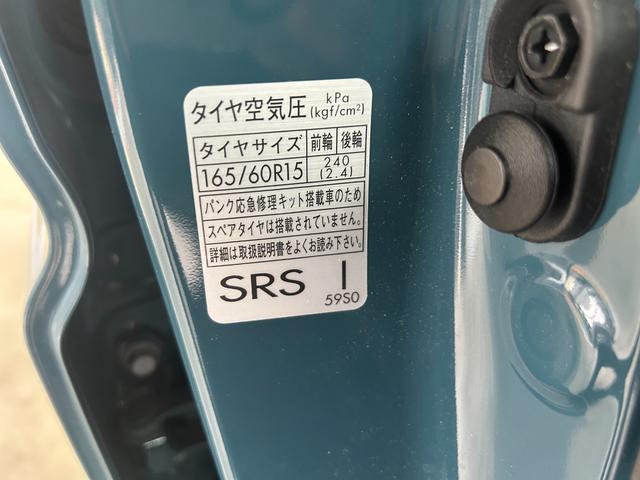 タイヤ空気圧 kPa (kgf/cm²)
タイヤサイズ 前輪 後輪
165/60R15 240 (2.4)
パンク応急修理キット搭載車のため
スペアタイヤは搭載されていません。
詳細は取扱説明書をよくお読み下さい。
SRS I
59S0